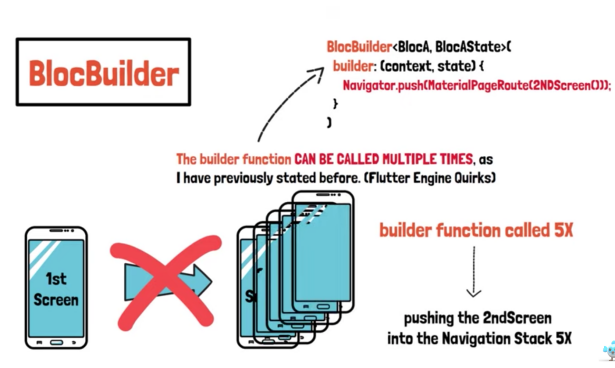 BlocBuilder
BlocBuilder<BlocA, BlocAState>(
builder: (context, state) {
Navigator.push(MaterialPageRoute(2NDScreen()));
}
)
The builder function CAN BE CALLED MULTIPLE TIMES, as
I have previously stated before. (Flutter Engine Quirks)
1st
Screen
builder function called 5X
pushing the 2ndScreen
into the Navigation Stack 5X